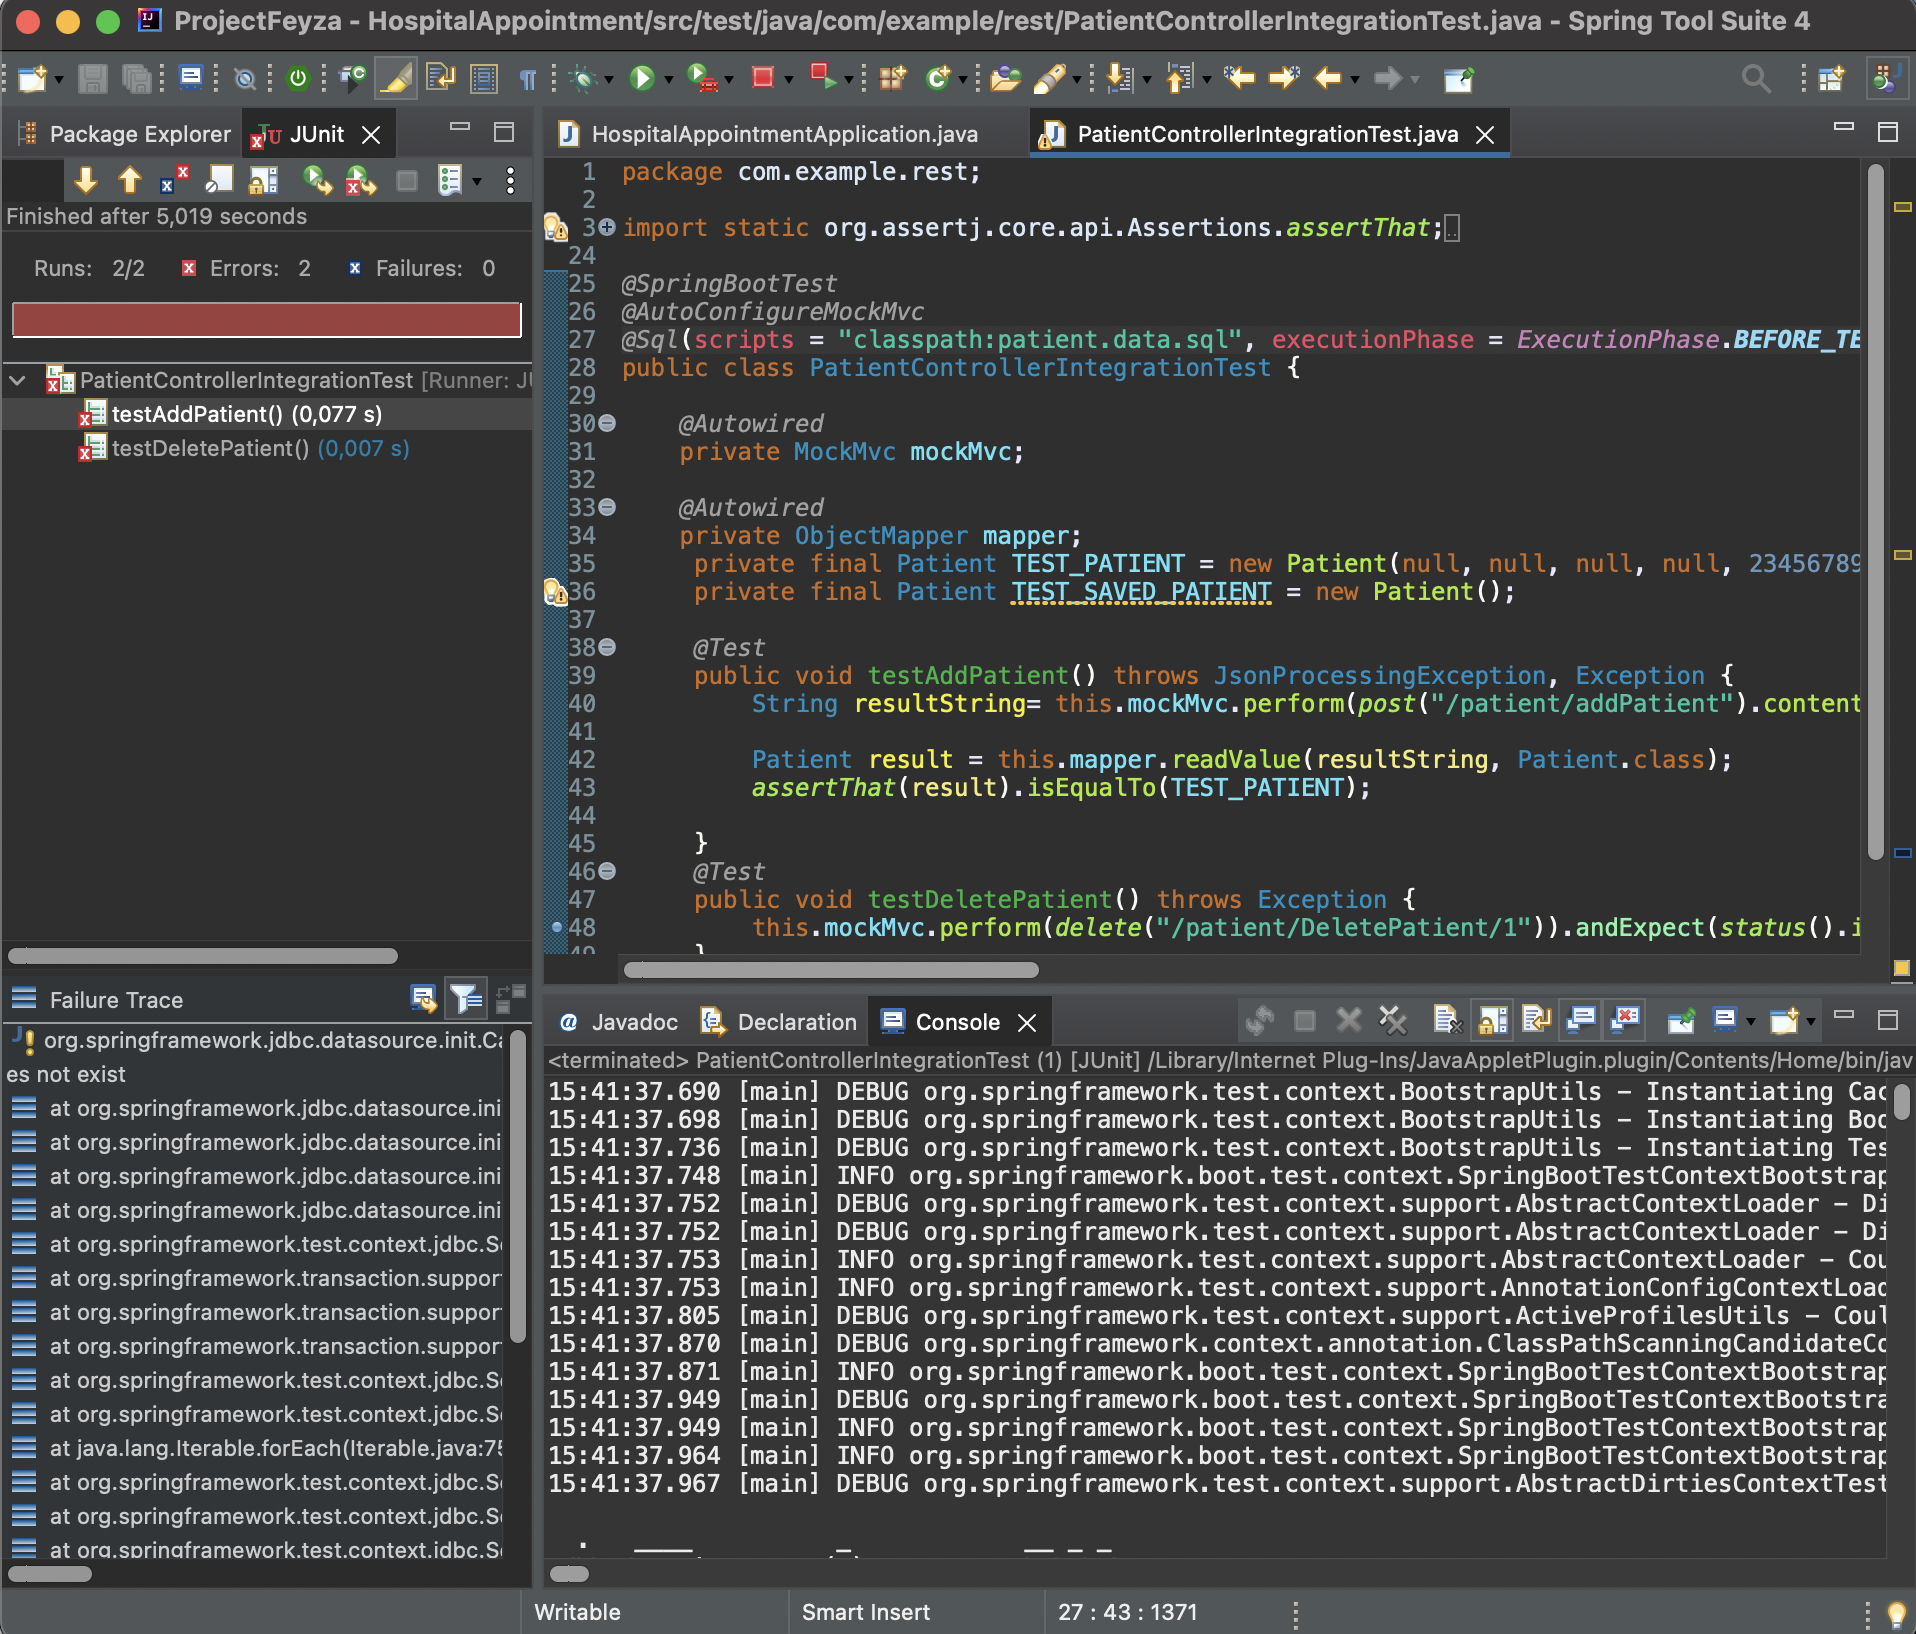 ProjectFeyza - HospitalAppointment/src/test/java/com/example/rest/PatientControllerIntegrationTest.java - Spring Tool Suite 4
Package Explorer
JUnit
Finished after 5,019 seconds
Runs: 2/2 Errors: 2 Failures: 0
PatientControllerIntegrationTest [Runner: JU
testAddPatient() (0,077 s)
testDeletePatient() (0,007 s)
Failure Trace
org.springframework.jdbc.datasource.init.Ca
es not exist
at org.springframework.jdbc.datasource.ini
at org.springframework.jdbc.datasource.ini
at org.springframework.jdbc.datasource.ini
at org.springframework.jdbc.datasource.ini
at org.springframework.test.context.jdbc.S
at org.springframework.transaction.suppor
at org.springframework.transaction.suppor
at org.springframework.transaction.suppor
at org.springframework.test.context.jdbc.S
at org.springframework.test.context.jdbc.S
at java.lang.Iterable.forEach(Iterable.java:75
at org.springframework.test.context.jdbc.S
at org.springframework.test.context.jdbc.S
at org.springframework.test.context.jdbc.S
HospitalAppointmentApplication.java
PatientControllerIntegrationTest.java
1 package com.example.rest;
2
3 import static org.assertj.core.api.Assertions.assertThat;
24
25 @SpringBootTest
26 @AutoConfigureMockMvc
27 @Sql(scripts = "classpath:patient.data.sql", executionPhase = ExecutionPhase.BEFORE_TE
28 public class PatientControllerIntegrationTest {
29
30 @Autowired
31 private MockMvc mockMvc;
32
33 @Autowired
34 private ObjectMapper mapper;
35 private final Patient TEST_PATIENT = new Patient(null, null, null, null, 23456789
36 private final Patient TEST_SAVED_PATIENT = new Patient();
37
38 @Test
39 public void testAddPatient() throws JsonProcessingException, Exception {
40 String resultString= this.mockMvc.perform(post("/patient/addPatient").content
41
42 Patient result = this.mapper.readValue(resultString, Patient.class);
43 assertThat(result).isEqualTo(TEST_PATIENT);
44
45 }
46 @Test
47 public void testDeletePatient() throws Exception {
48 this.mockMvc.perform(delete("/patient/DeletePatient/1")).andExpect(status().i
49 }
Javadoc
Declaration
Console
<terminated> PatientControllerIntegrationTest (1) [JUnit] /Library/Internet Plug-Ins/JavaAppletPlugin.plugin/Contents/Home/bin/jav
15:41:37.690 [main] DEBUG org.springframework.test.context.BootstrapUtils - Instantiating Cac
15:41:37.698 [main] DEBUG org.springframework.test.context.BootstrapUtils - Instantiating Boo
15:41:37.736 [main] DEBUG org.springframework.test.context.BootstrapUtils - Instantiating Tes
15:41:37.748 [main] INFO org.springframework.boot.test.context.SpringBootTestContextBootstrap
15:41:37.752 [main] DEBUG org.springframework.test.context.support.AbstractContextLoader - Di
15:41:37.752 [main] DEBUG org.springframework.test.context.support.AbstractContextLoader - Di
15:41:37.753 [main] INFO org.springframework.test.context.support.AbstractContextLoader - Cou
15:41:37.753 [main] INFO org.springframework.test.context.support.AnnotationConfigContextLoad
15:41:37.805 [main] DEBUG org.springframework.test.context.support.ActiveProfilesUtils - Coul
15:41:37.870 [main] DEBUG org.springframework.context.annotation.ClassPathScanningCandidateCo
15:41:37.871 [main] INFO org.springframework.boot.test.context.SpringBootTestContextBootstrap
15:41:37.949 [main] DEBUG org.springframework.boot.test.context.SpringBootTestContextBootstra
15:41:37.949 [main] INFO org.springframework.boot.test.context.SpringBootTestContextBootstrap
15:41:37.964 [main] INFO org.springframework.boot.test.context.SpringBootTestContextBootstrap
15:41:37.967 [main] DEBUG org.springframework.test.context.support.AbstractDirtiesContextTest
Writable
Smart Insert
27 : 43 : 1371